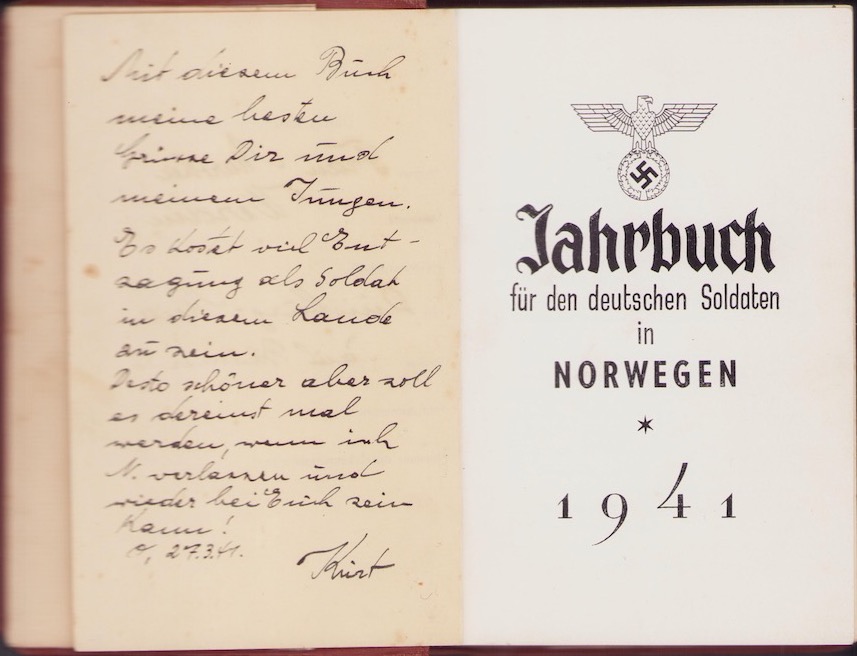 Mit diesem Buch
meine besten
Grüsse Dir und
meinem Jungen.
Es kostet viel Ent-
sagung als Soldat
in diesem Lande
zu sein.
Desto schöner aber soll
es dereinst mal
werden, wenn ich
N. verlassen und
wieder bei Euch sein
kann!
O, 27.3.41.
Kurt
Jahrbuch
für den deutschen Soldaten
in
NORWEGEN
1941